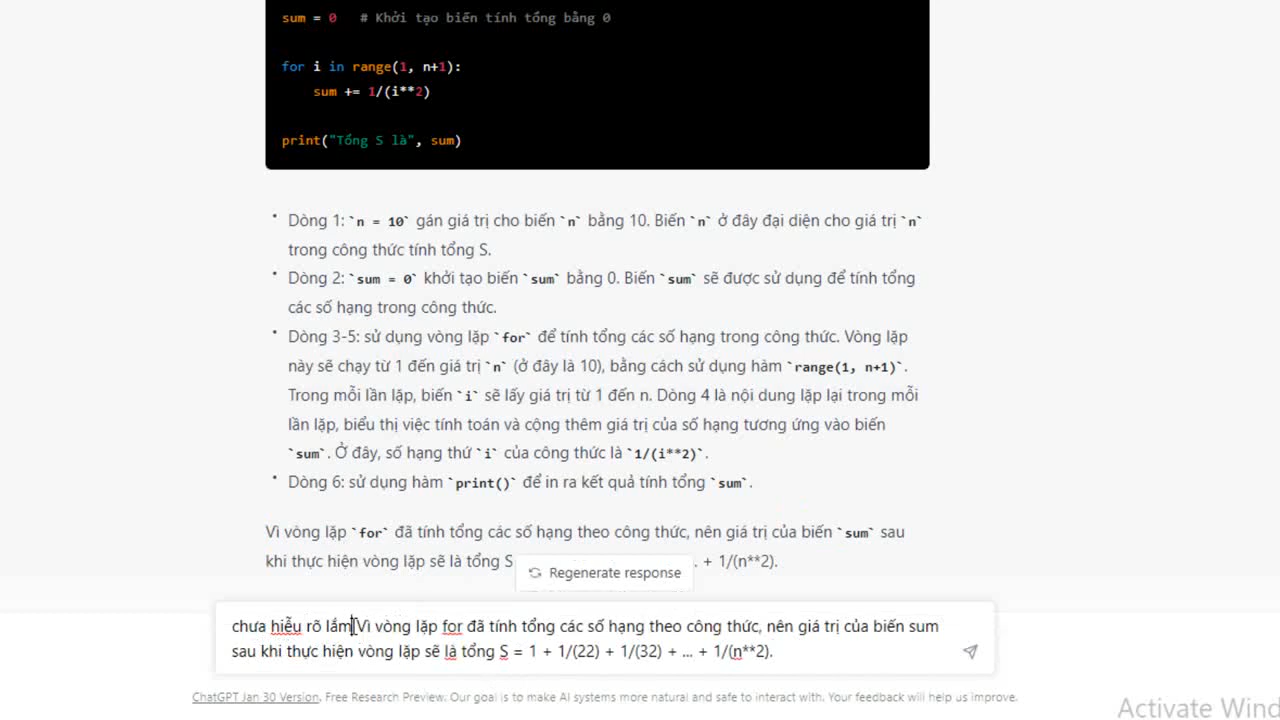 sum = 0 # Khởi tạo biến tính tổng bằng 0
for i in range(1, n+1):
sum += 1/(i**2)
print("Tổng S là", sum)
• Dòng 1: `n = 10` gán giá trị cho biến `n` bằng 10. Biến `n` ở đây đại diện cho giá trị `n`
trong công thức tính tổng S.
• Dòng 2: `sum = 0` khởi tạo biến `sum` bằng 0. Biến `sum` sẽ được sử dụng để tính tổng
các số hạng trong công thức.
• Dòng 3-5: sử dụng vòng lặp `for` để tính tổng các số hạng trong công thức. Vòng lặp
này sẽ chạy từ 1 đến giá trị `n` (ở đây là 10), bằng cách sử dụng hàm `range(1, n+1)`.
Trong mỗi lần lặp, biến `i` sẽ lấy giá trị từ 1 đến n. Dòng 4 là nội dung lặp lại trong mỗi
lần lặp, biểu thị việc tính toán và cộng thêm giá trị của số hạng tương ứng vào biến
`sum`. Ở đây, số hạng thứ `i` của công thức là `1/(i**2)`.
• Dòng 6: sử dụng hàm `print()` để in ra kết quả tính tổng `sum`.
Vì vòng lặp `for` đã tính tổng các số hạng theo công thức, nên giá trị của biến `sum` sau
khi thực hiện vòng lặp sẽ là tổng S . + 1/(n**2).
Regenerate response
chưa hiễu rõ lắm Vì vòng lặp for đã tính tổng các số hạng theo công thức, nên giá trị của biến sum
sau khi thực hiện vòng lặp sẽ là tổng S = 1 + 1/(22) + 1/(32) + ... + 1/(n**2).
ChatGPT Jan 30 Version. Free Research Preview. Our goal is to make AI systems more natural and safe to interact with. Your feedback will help us improve.
Activate Wind